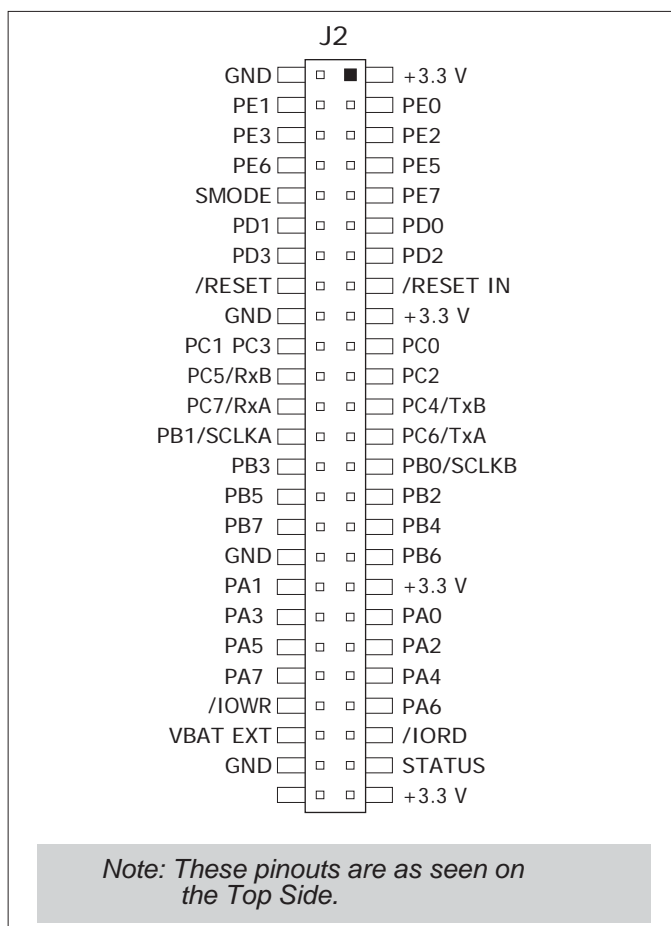 J2
GND +3.3 V
PE1 PE0
PE3 PE2
PE6 PE5
SMODE PE7
PD1 PD0
PD3 PD2
/RESET /RESET IN
GND +3.3 V
PC1 PC3 PC0
PC5/RxB PC2
PC7/RxA PC4/TxB
PB1/SCLKA PC6/TxA
PB3 PB0/SCLKB
PB5 PB2
PB7 PB4
GND PB6
PA1 +3.3 V
PA3 PA0
PA5 PA2
PA7 PA4
/IOWR PA6
VBAT EXT /IORD
GND STATUS
+3.3 V
Note: These pinouts are as seen on
the Top Side.